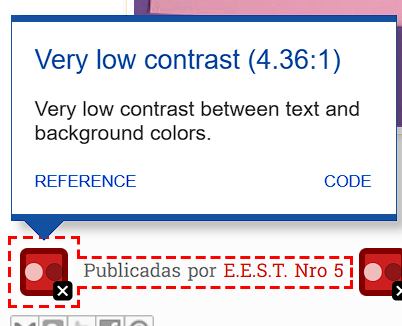 Very low contrast (4.36:1)
Very low contrast between text and
background colors.
REFERENCE CODE
Publicadas por E.E.S.T. Nro 5